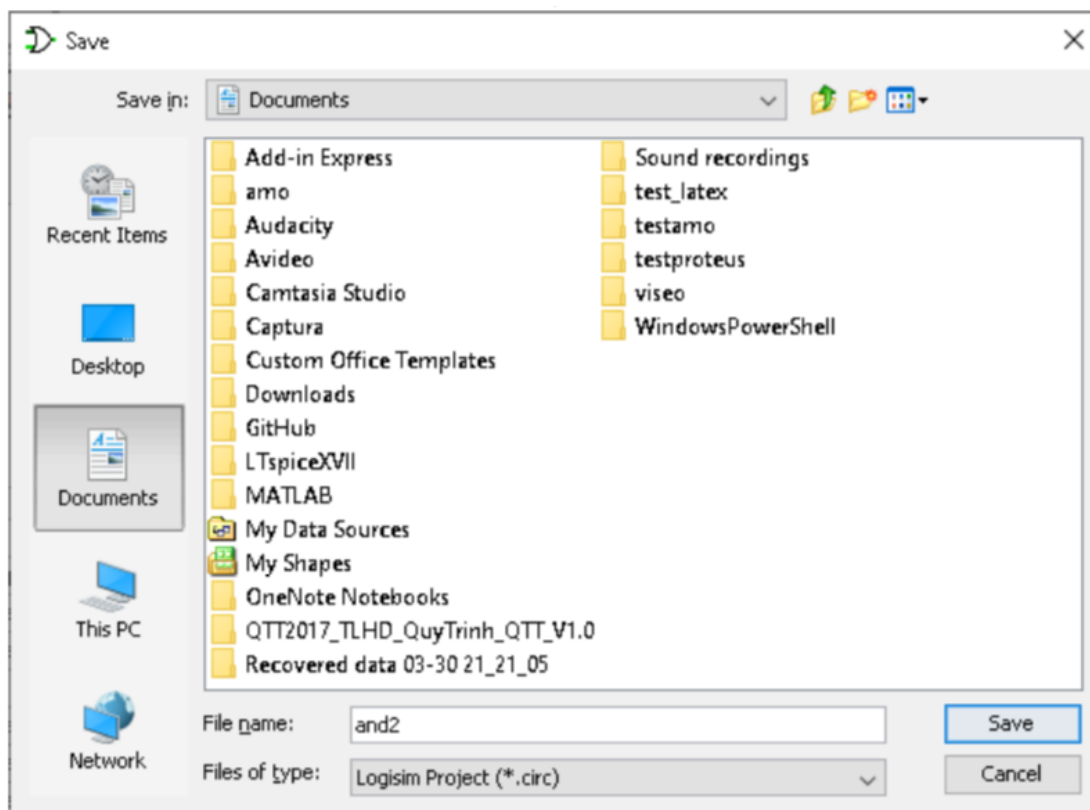 Save
Save in: Documents
Recent Items
Desktop
Documents
This PC
Network
Add-in Express
amo
Audacity
Avideo
Camtasia Studio
Captura
Custom Office Templates
Downloads
GitHub
LTspiceXVII
MATLAB
My Data Sources
My Shapes
OneNote Notebooks
QTT2017_TLHD_QuyTrinh_QTT_V1.0
Recovered data 03-30 21_21_05
Sound recordings
test_latex
testamo
testproteus
viseo
WindowsPowerShell
File name: and2 Save
Files of type: Logisim Project (*.circ) Cancel